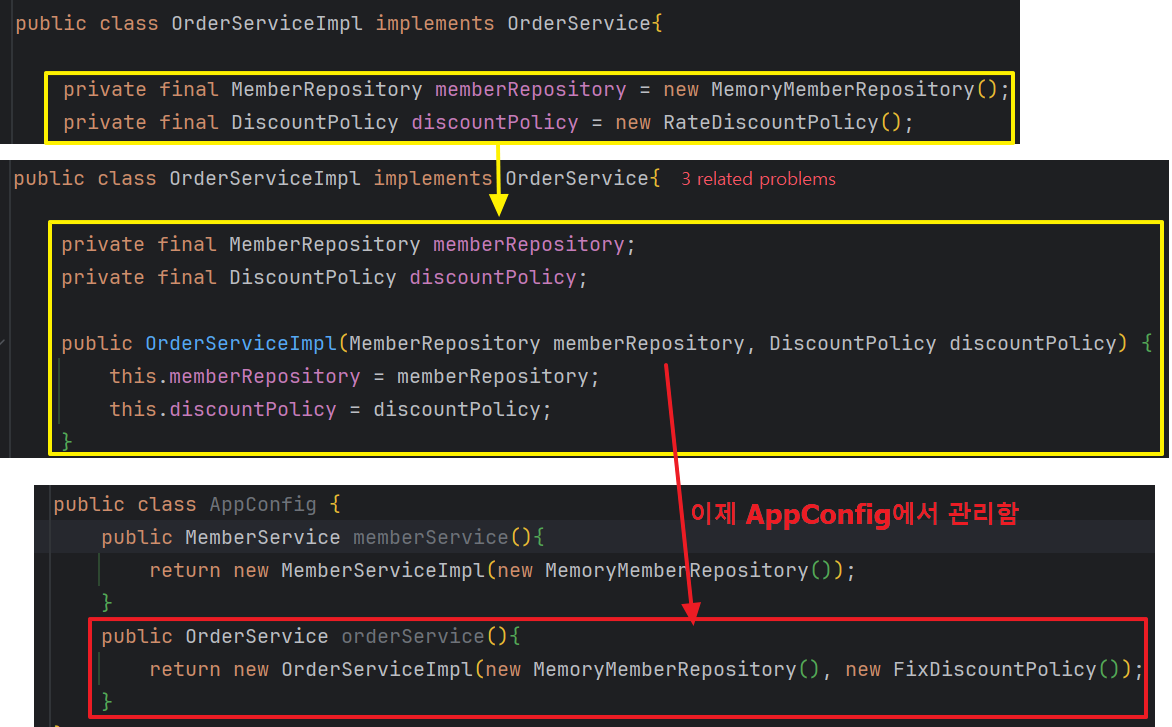 public class OrderServiceImpl implements OrderService{
private final MemberRepository memberRepository = new MemoryMemberRepository();
private final DiscountPolicy discountPolicy = new RateDiscountPolicy();
public class OrderServiceImpl implements OrderService{ 3 related problems
private final MemberRepository memberRepository;
private final DiscountPolicy discountPolicy;
public OrderServiceImpl(MemberRepository memberRepository, DiscountPolicy discountPolicy) {
this.memberRepository = memberRepository;
this.discountPolicy = discountPolicy;
}
public class AppConfig {
이제 AppConfig에서 관리함
public MemberService memberService(){
return new MemberServiceImpl(new MemoryMemberRepository());
}
public OrderService orderService(){
return new OrderServiceImpl(new MemoryMemberRepository(), new FixDiscountPolicy());
}